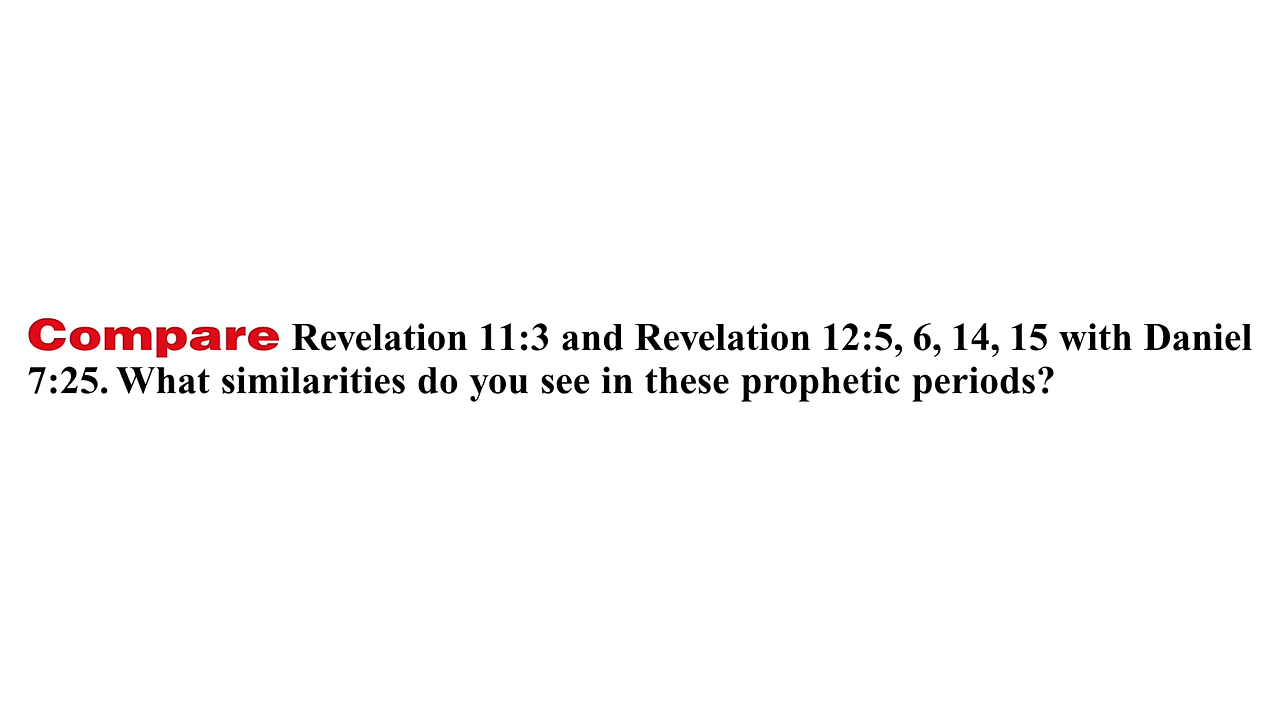 Compare Revelation 11:3 and Revelation 12:5, 6, 14, 15 with Daniel
7:25. What similarities do you see in these prophetic periods?